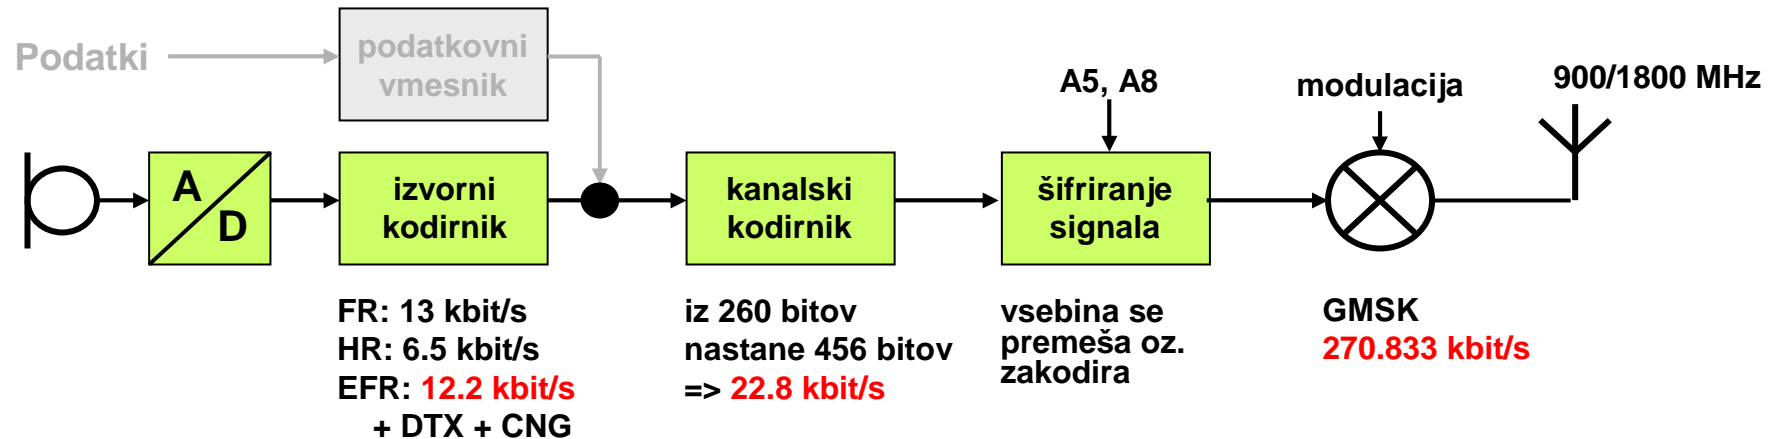 Podatki
podatkovni
vmesnik
A5, A8
modulacija
900/1800 MHz
A
D
izvorni
kodirnik
kanalski
kodirnik
šifriranje
signala
FR: 13 kbit/s
HR: 6.5 kbit/s
EFR: 12.2 kbit/s
+ DTX + CNG
iz 260 bitov
nastane 456 bitov
=> 22.8 kbit/s
vsebina se
premeša oz.
zakodira
GMSK
270.833 kbit/s